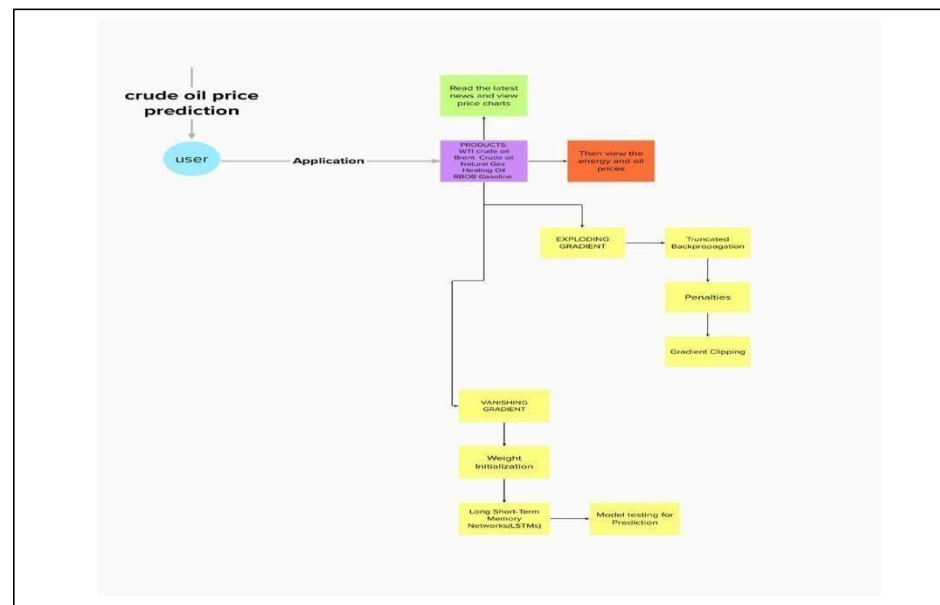 crude oil price
prediction
user
Application
Read the latest
news and view
price charts
PRODUCTS:
WTI crude oil
Brent Crude oil
Natural Gas
Heating Oil
RBOB Gasoline
Then view the
energy and oil
prices
EXPLODING
GRADIENT
Truncated
Backpropagation
Penalties
Gradient Clipping
VANISHING
GRADIENT
Weight
Initialization
Long Short-Term
Memory
Networks(LSTMs)
Model testing for
Prediction